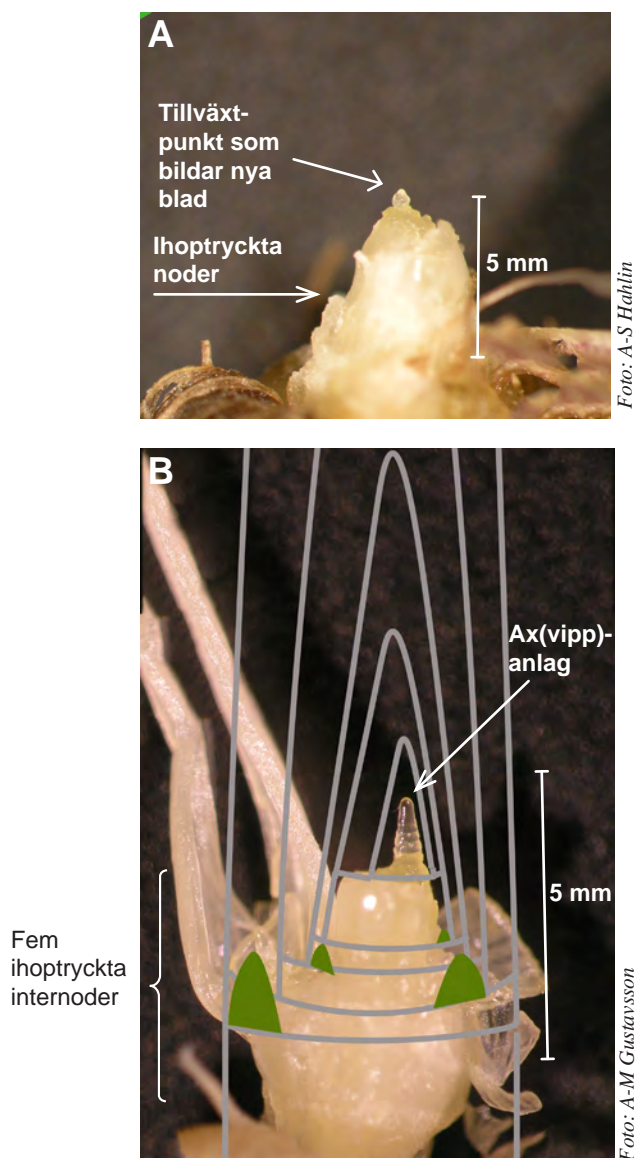 A
Tillväxt-
punkt som
bildar nya
blad
Ihoptryckta
noder
5 mm
Foto: A-S Hahlin
B
Ax(vipp)-
anlag
5 mm
Fem
ihoptryckta
internoder
Foto: A-M Gustavsson